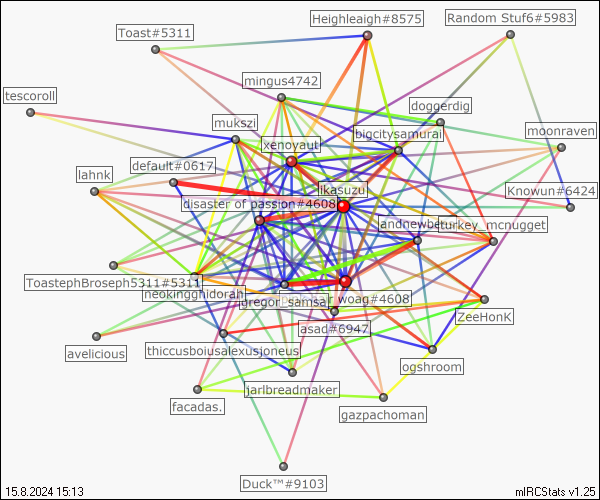 Heighleaigh#8575
Random Stuf6#5983
Toast#5311
mingus4742
tescoroll
doggerdig
mukszi
bigcitysamurai
moonraven
xenoyaut
default#0617
lahnk
ikasuzu
Knowun#6424
disaster of passion#4608
turkey_mcnugget
ToastephBroseph5311#5311
neokingghidorah
gregor_samsa
woag#4608
ZeeHonK
asad#6947
avelicious
thiccusboiusalexusjoneus
ogshroom
jarlbreadmaker
facadas.
gazpachoman
Duck™#9103
15.8.2024 15:13
mIRCStats v1.25